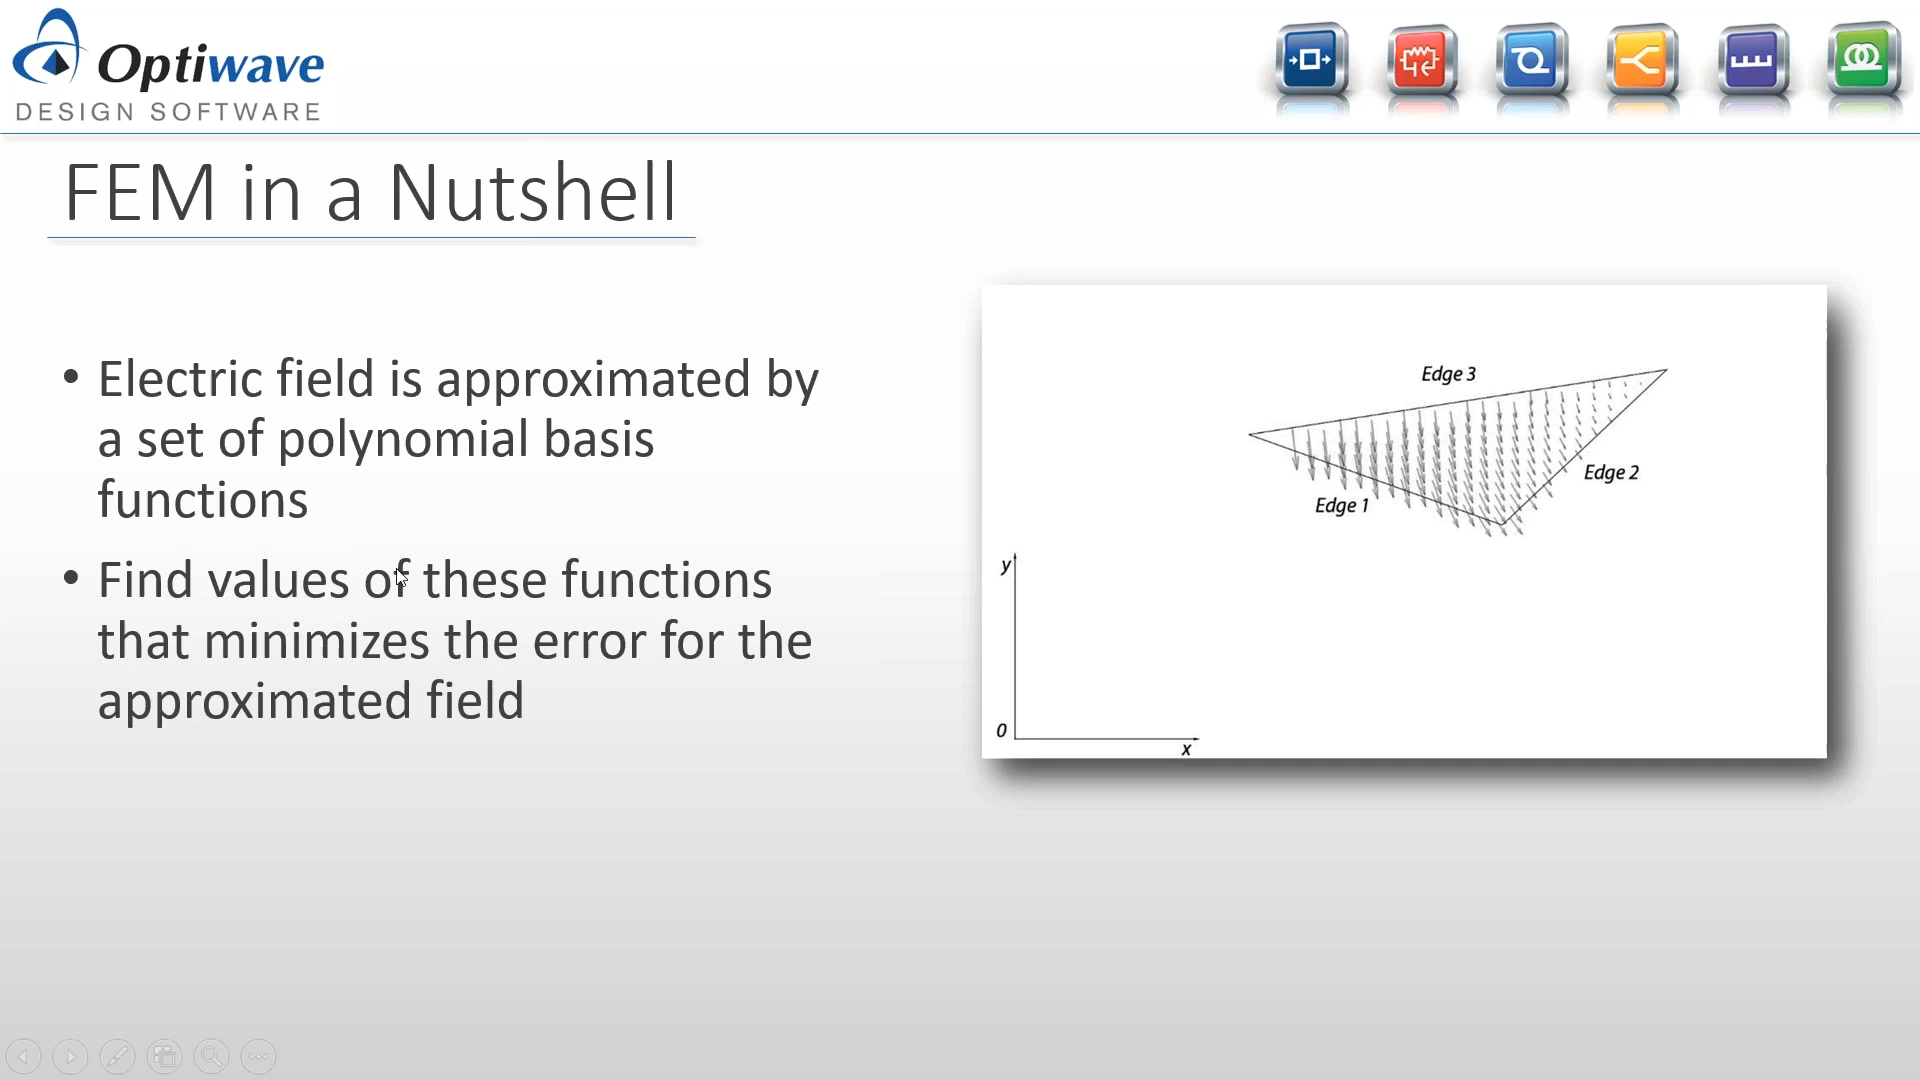 Optiwave
DESIGN SOFTWARE
FEM in a Nutshell
• Electric field is approximated by
a set of polynomial basis
functions
• Find values of these functions
that minimizes the error for the
approximated field
Edge 3
Edge 2
Edge 1
y
0
x